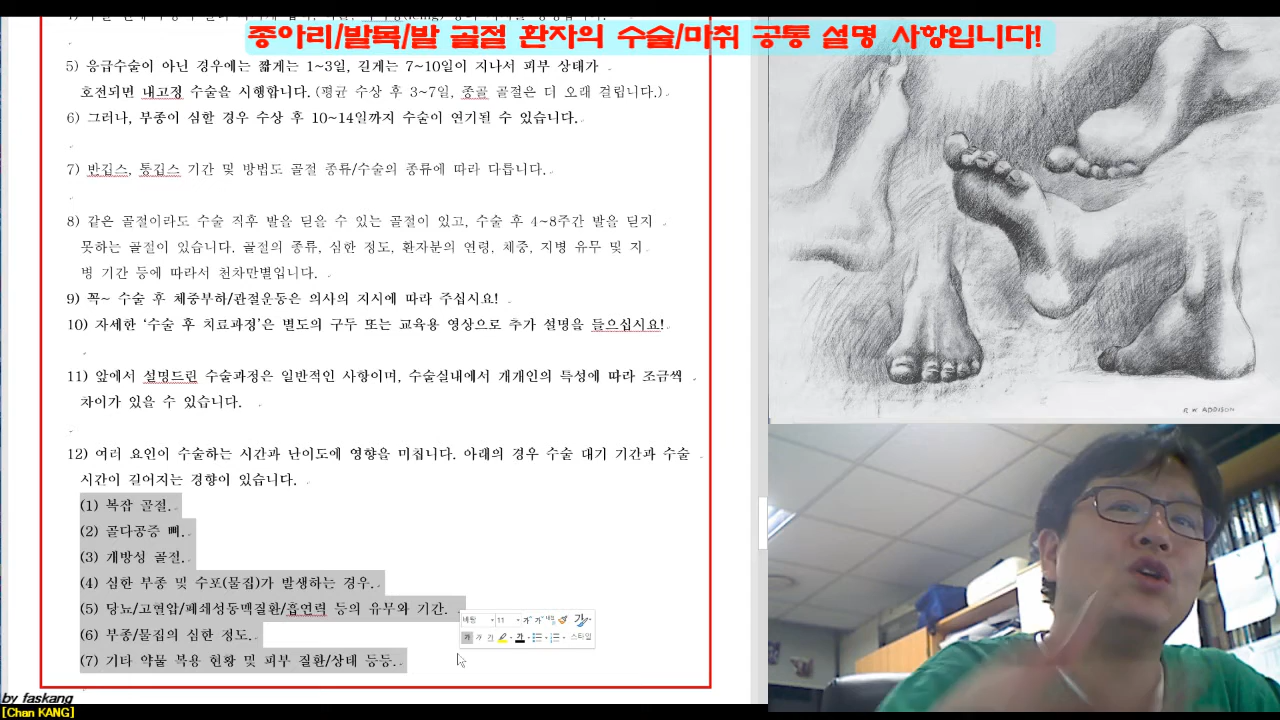 종아리/발목/발 골절 환자의 수술/마취 공통 설명 사항입니다!
5) 응급수술이 아닌 경우에는 짧게는 1~3일, 길게는 7~10일이 지나서 피부 상태가
호전되면 내고정 수술을 시행합니다. (평균 수상 후 3~7일, 종골 골절은 더 오래 걸립니다.)
6) 그러나, 부종이 심한 경우 수상 후 10~14일까지 수술이 연기될 수 있습니다.
7) 반깁스, 통깁스 기간 및 방법도 골절 종류/수술의 종류에 따라 다릅니다.
8) 같은 골절이라도 수술 직후 발을 딛을 수 있는 골절이 있고, 수술 후 4~8주간 발을 딛지
못하는 골절이 있습니다. 골절의 종류, 심한 정도, 환자분의 연령, 체중, 지병 유무 및 지
병 기간 등에 따라서 천차만별입니다.
9) 꼭~ 수술 후 체중부하/관절운동은 의사의 지시에 따라 주십시요!
10) 자세한 ‘수술 후 치료과정’은 별도의 구두 또는 교육용 영상으로 추가 설명을 들으십시요!
11) 앞에서 설명드린 수술과정은 일반적인 사항이며, 수술실내에서 개개인의 특성에 따라 조금씩
차이가 있을 수 있습니다.
12) 여러 요인이 수술하는 시간과 난이도에 영향을 미칩니다. 아래의 경우 수술 대기 기간과 수술
시간이 길어지는 경향이 있습니다.
(1) 복잡 골절.
(2) 골다공증 뼈.
(3) 개방성 골절.
(4) 심한 부종 및 수포(물집)가 발생하는 경우.
(5) 당뇨/고혈압/폐쇄성동맥질환/흡연력 등의 유무와 기간.
(6) 부종/물집의 심한 정도.
(7) 기타 약물 복용 현황 및 피부 질환/상태 등등.
바탕 11
스타일
R W ADDISON
by faskang
[Chan KANG]